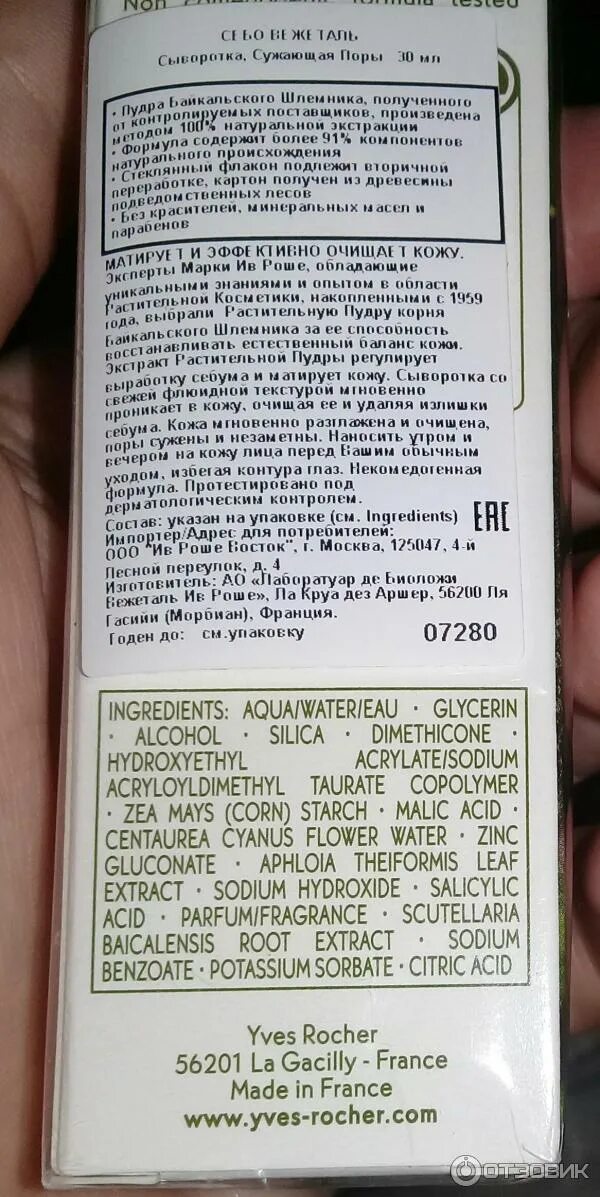 Non comedogenic formula tested
СЕБО ВЕЖЕТАЛЬ
Сыворотка, Сужающая Поры 30 мл
• Пудра Байкальского Шлемника, полученного
от контролируемых поставщиков, произведена
методом 100% натуральной экстракции
• Формула содержит более 91% компонентов
натурального происхождения
• Стеклянный флакон подлежит вторичной
переработке, картон получен из древесины
подведомственных лесов
• Без красителей, минеральных масел и
парабенов
МАТИРУЕТ И ЭФФЕКТИВНО ОЧИЩАЕТ КОЖУ.
Эксперты Марки Ив Роше, обладающие
уникальными знаниями и опытом в области
Растительной Косметики, накопленными с 1959
года, выбрали Растительную Пудру корня
Байкальского Шлемника за ее способность
восстанавливать естественный баланс кожи.
Экстракт Растительной Пудры регулирует
выработку себума и матирует кожу. Сыворотка со
свежей флюидной текстурой мгновенно
проникает в кожу, очищая ее и удаляя излишки
себума. Кожа мгновенно разглажена и очищена,
поры сужены и незаметны. Наносить утром и
вечером на кожу лица перед Вашим обычным
уходом, избегая контура глаз. Некомедогенная
формула. Протестировано под
дерматологическим контролем.
Состав: указан на упаковке (см. Ingredients) EAC
Импортер/Адрес для потребителей:
ООО "Ив Роше Восток", г. Москва, 125047, 4-й
Лесной переулок, д. 4
Изготовитель: АО «Лаборатуар де Биоложи
Вежеталь Ив Роше», Ла Круа дез Аршер, 56200 Ля
Гасийи (Морбиан), Франция.
Годен до: см.упаковку 07280
INGREDIENTS: AQUA/WATER/EAU · GLYCERIN
· ALCOHOL · SILICA · DIMETHICONE ·
HYDROXYETHYL ACRYLATE/SODIUM
ACRYLOYLDIMETHYL TAURATE COPOLYMER
· ZEA MAYS (CORN) STARCH · MALIC ACID ·
CENTAUREA CYANUS FLOWER WATER · ZINC
GLUCONATE · APHLOIA THEIFORMIS LEAF
EXTRACT · SODIUM HYDROXIDE · SALICYLIC
ACID · PARFUM/FRAGRANCE · SCUTELLARIA
BAICALENSIS ROOT EXTRACT · SODIUM
BENZOATE · POTASSIUM SORBATE · CITRIC ACID
Yves Rocher
56201 La Gacilly - France
Made in France
www.yves-rocher.com
ОТЗОВИК